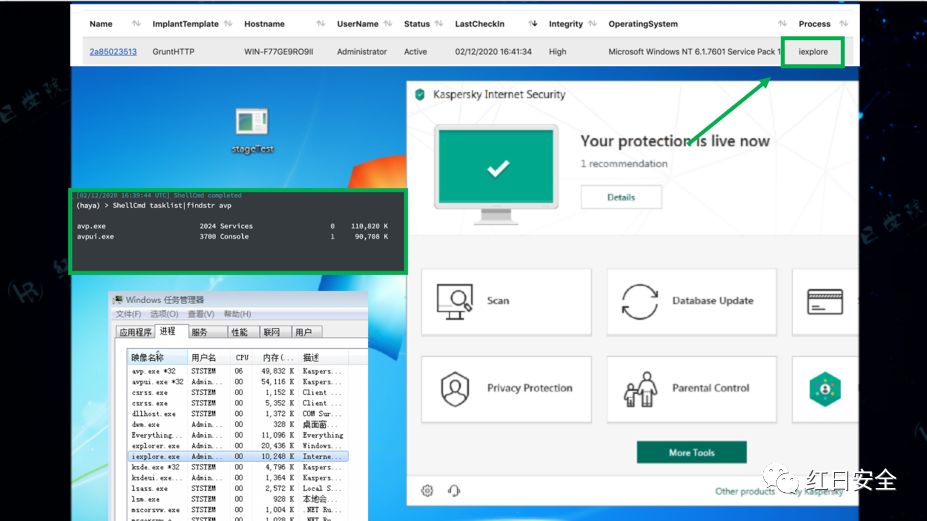 Name ImplantTemplate Hostname UserName Status LastCheckIn Integrity OperatingSystem Process
2a85023513 GruntHTTP WIN-F77GE9RO9II Administrator Active 02/12/2020 16:41:34 High Microsoft Windows NT 6.1.7601 Service Pack 1 iexplore
Kaspersky Internet Security
stage1Test
Your protection is live now
1 recommendation
Details
[02/12/2020 16:39:44 UTC] ShellCmd completed
(haya) > ShellCmd tasklist|findstr avp
avp.exe 2024 Services 0 110,820 K
avpui.exe 3700 Console 1 90,788 K
Scan
Database Update
Windows 任务管理器
文件(F) 选项(O) 查看(V) 帮助(H)
应用程序 进程 服务 性能 联网 用户
映像名称 用户名 CPU 内存(... 描述
avp.exe *32 SYSTEM 06 49,832 K Kaspers...
avpui.exe *32 Admin... 00 54,116 K Kaspers...
csrss.exe SYSTEM 00 1,152 K Client ...
csrss.exe SYSTEM 00 5,352 K Client ...
dllhost.exe SYSTEM 00 1,372 K COM Sur...
dwm.exe Admin... 00 328 K 桌面窗...
Everything... Admin... 00 11,096 K Everything
explorer.exe Admin... 00 20,436 K Windows...
iexplore.exe Admin... 00 10,248 K Interne...
ksde.exe *32 SYSTEM 00 4,796 K Kaspers...
ksdeui.exe ... Admin... 00 1,364 K Kaspers...
lsass.exe SYSTEM 00 2,572 K Local S...
lsm.exe SYSTEM 00 928 K 本地会...
mscorsvw.exe SYSTEM 00 1,004 K .NET Ru...
Privacy Protection
Parental Control
More Tools
Other products My Kaspersky
红日安全